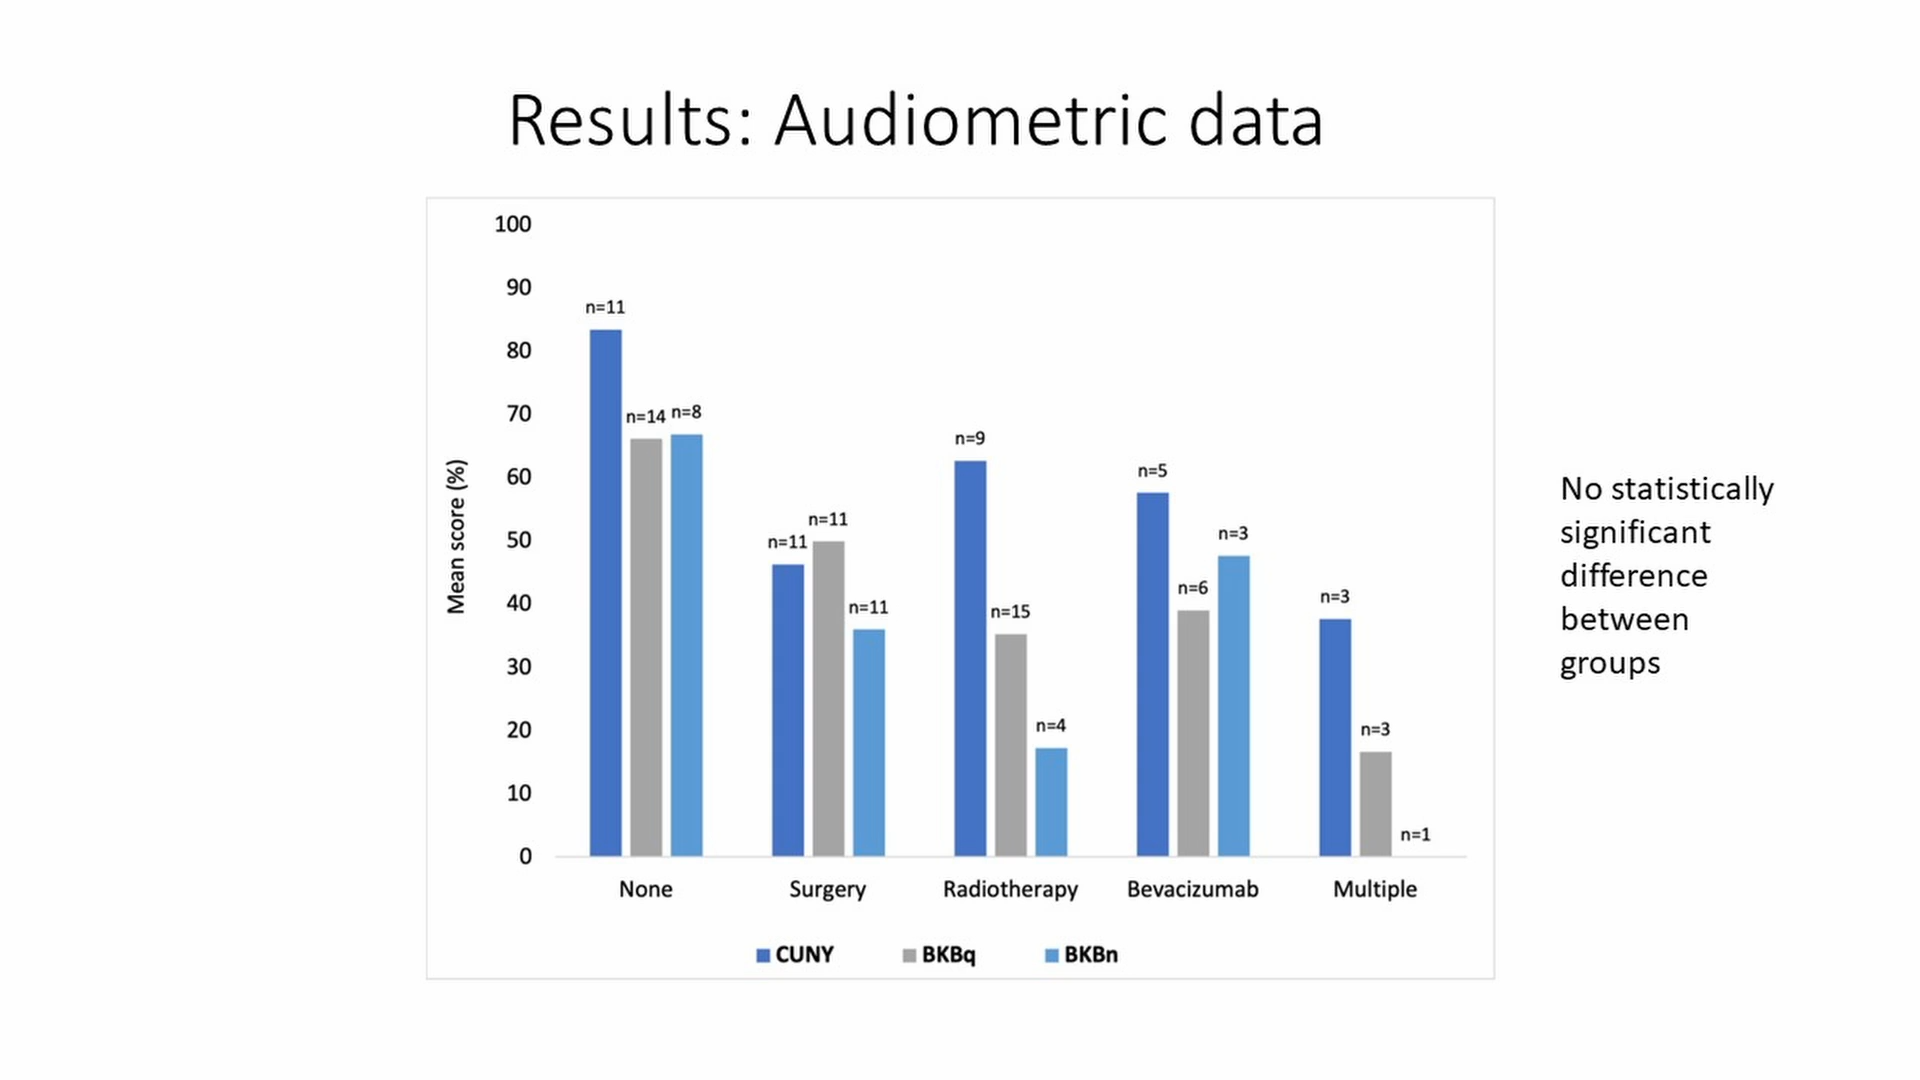 Results: Audiometric data
100
90
80
70
60
50
40
30
20
10
0
Mean score (%)
n=11
n=14
n=8
n=11
n=11
n=11
n=9
n=15
n=4
n=5
n=6
n=3
n=3
n=3
n=1
None
Surgery
Radiotherapy
Bevacizumab
Multiple
CUNY
BKBq
BKBn
No statistically
significant
difference
between
groups